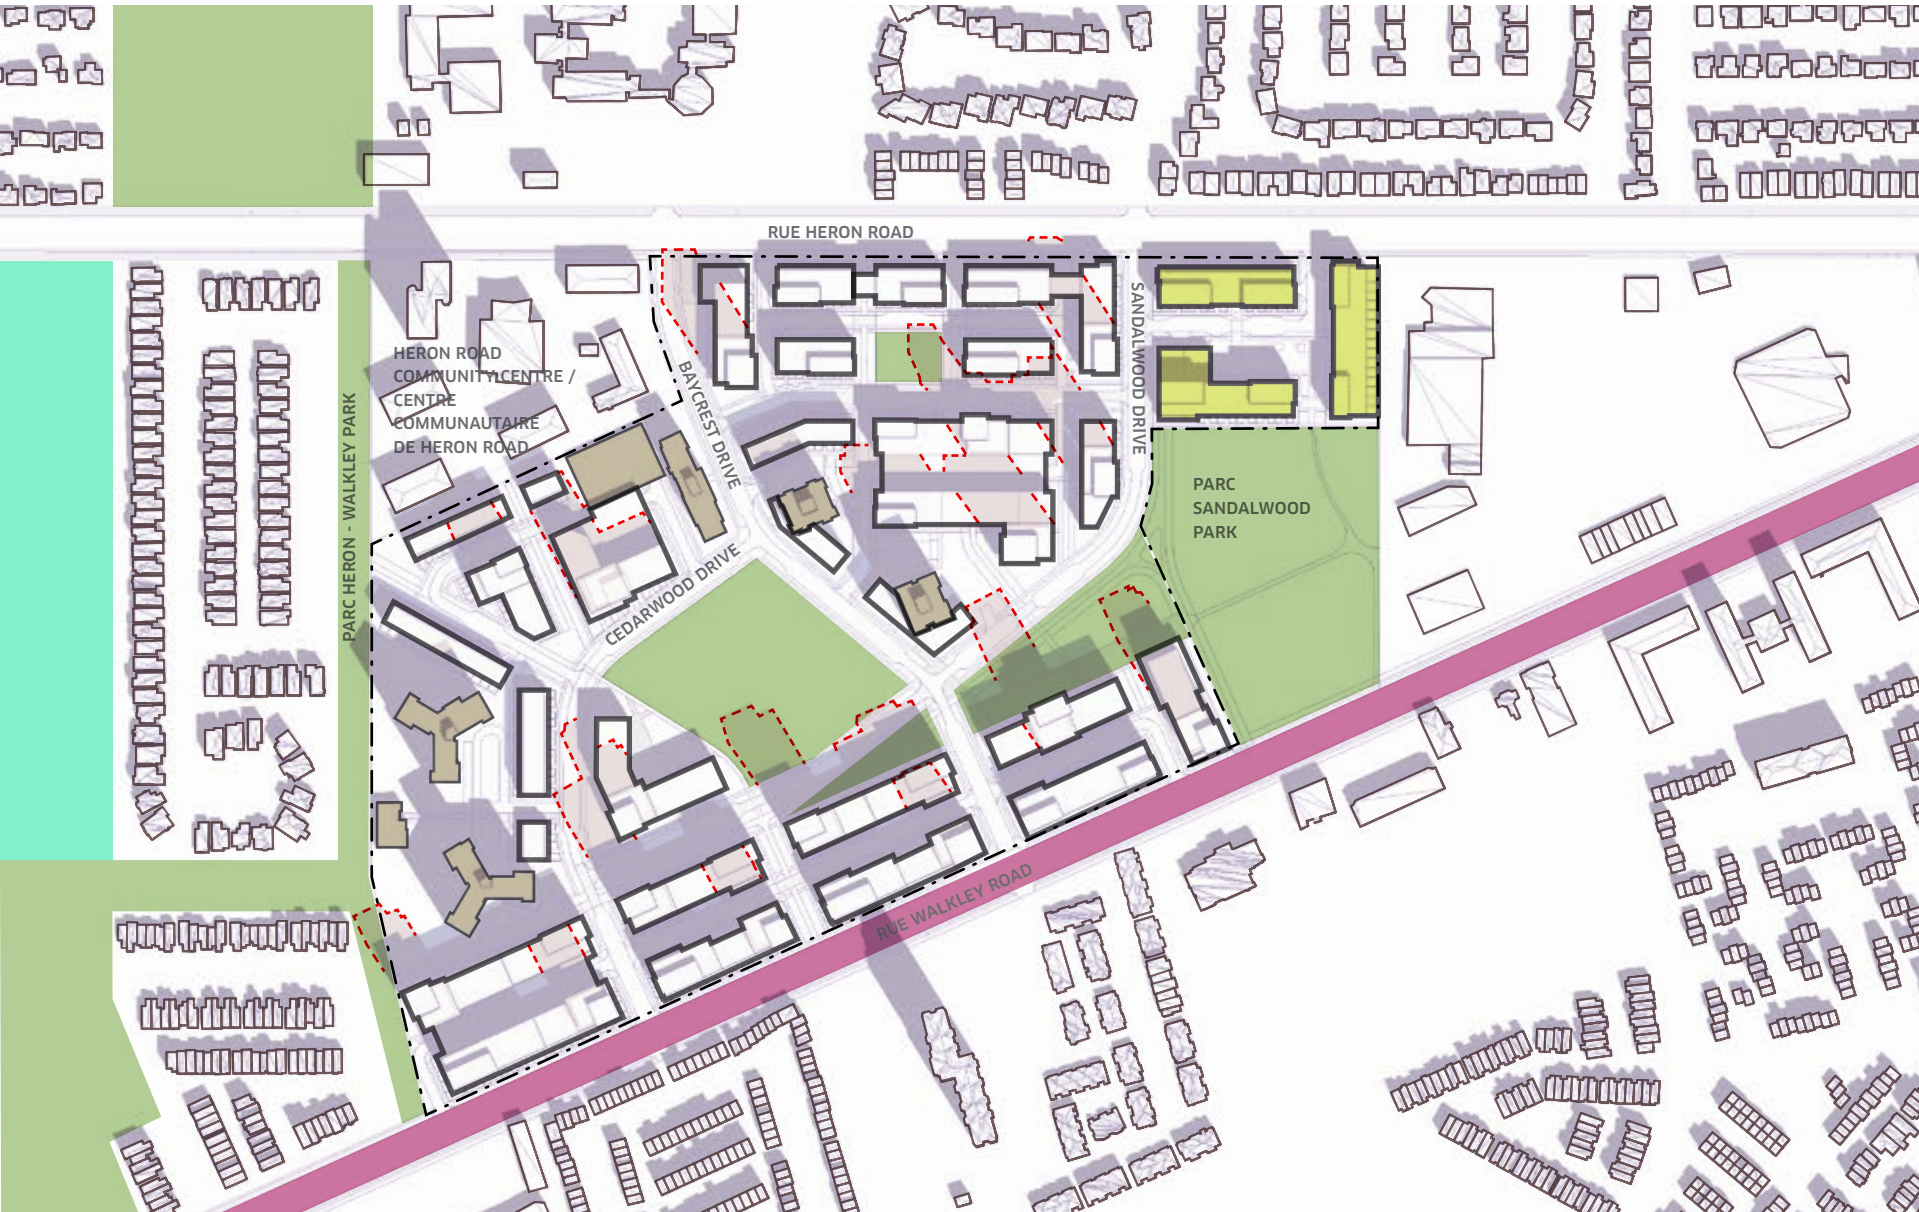 RUE HERON ROAD
HERON ROAD
COMMUNITY CENTRE /
CENTRE
COMMUNAUTAIRE
DE HERON ROAD
BAYCREST DRIVE
SANDALWOOD DRIVE
PARC HERON - WALKLEY PARK
PARC
SANDALWOOD
PARK
CEDARWOOD DRIVE
RUE WALKLEY ROAD